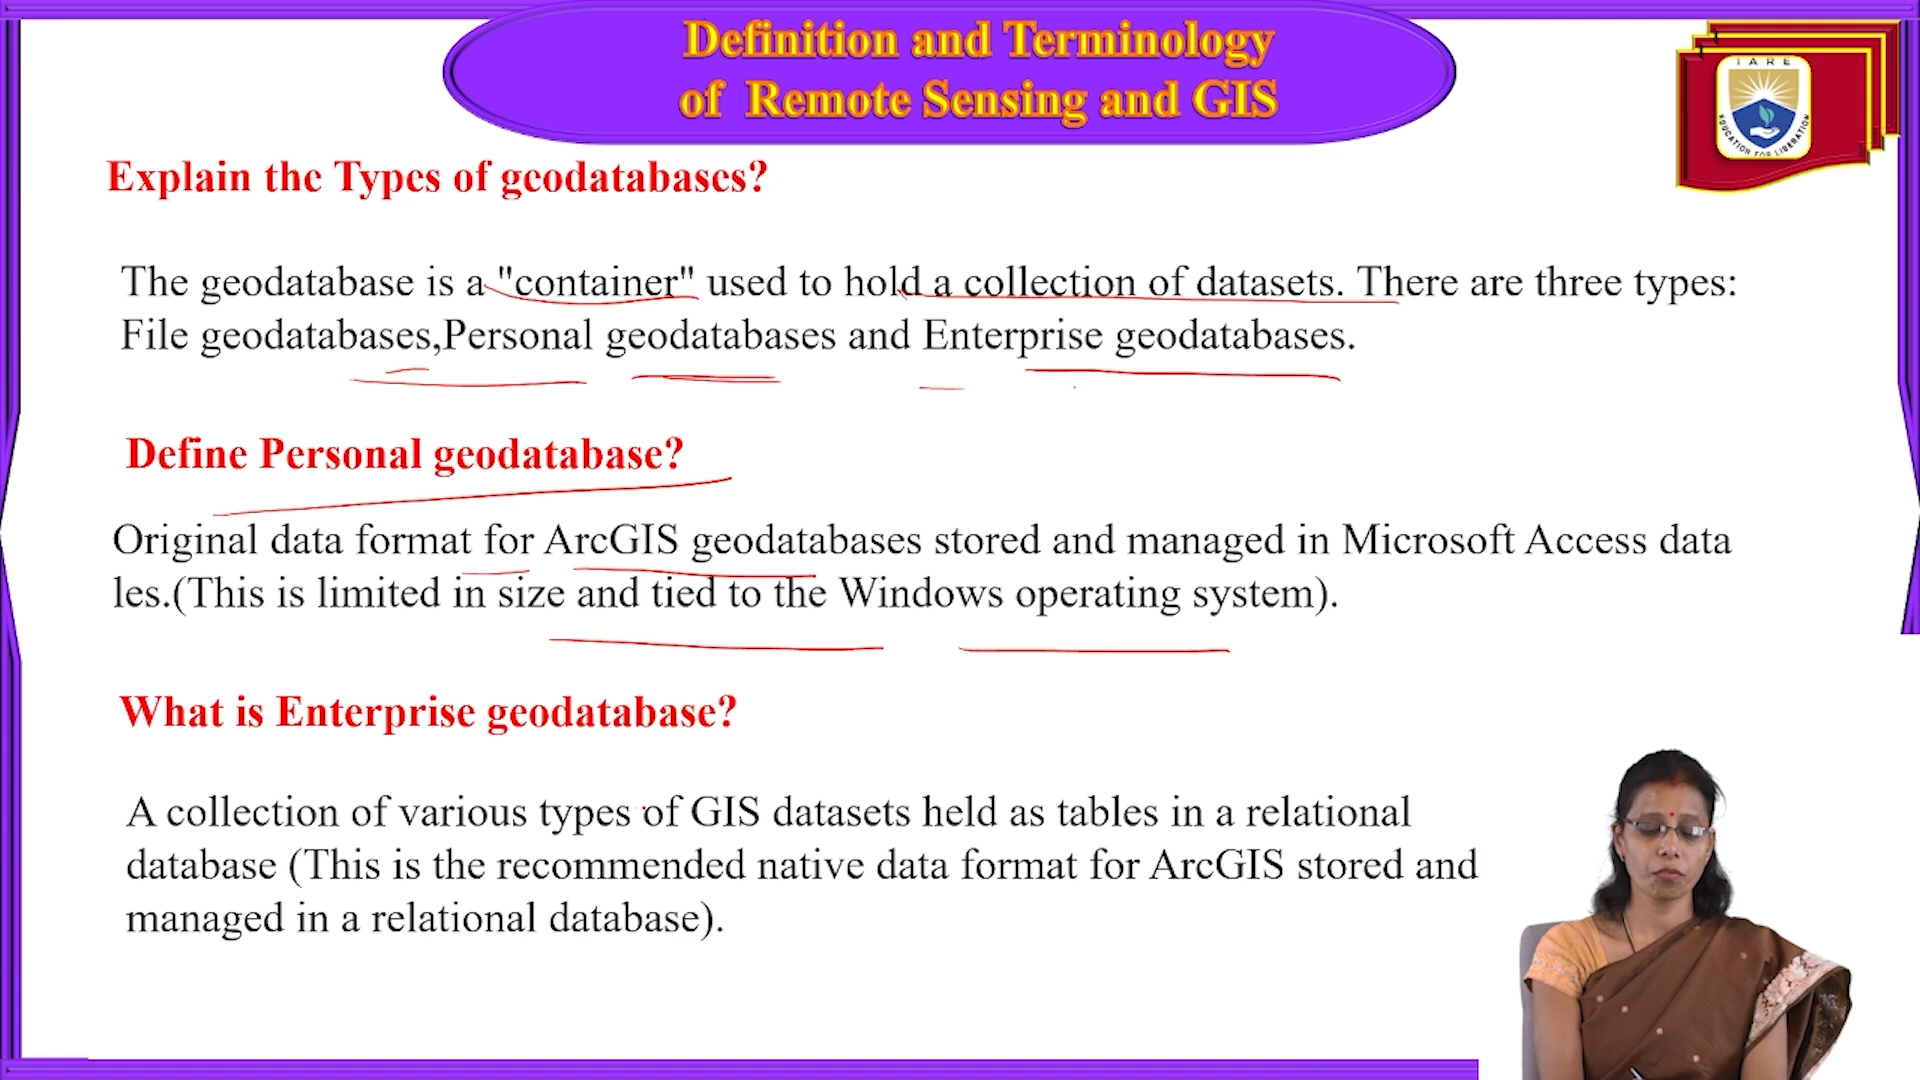 Definition and Terminology
of Remote Sensing and GIS
IARE
EDUCATION FOR LIBERATION
Explain the Types of geodatabases?
The geodatabase is a "container" used to hold a collection of datasets. There are three types:
File geodatabases,Personal geodatabases and Enterprise geodatabases.
Define Personal geodatabase?
Original data format for ArcGIS geodatabases stored and managed in Microsoft Access data
les.(This is limited in size and tied to the Windows operating system).
What is Enterprise geodatabase?
A collection of various types of GIS datasets held as tables in a relational
database (This is the recommended native data format for ArcGIS stored and
managed in a relational database).